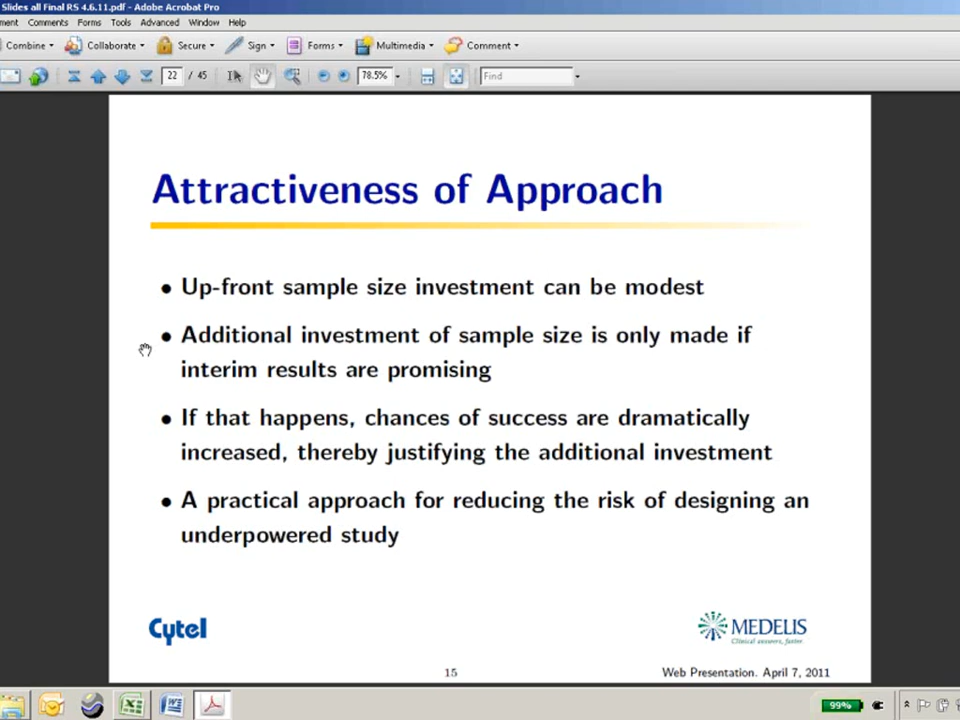 Slides all Final RS 4.6.11.pdf - Adobe Acrobat Pro
ment Comments Forms Tools Advanced Window Help
Combine Collaborate Secure Sign Forms Multimedia Comment
22 / 45 78.5% Find
Attractiveness of Approach
• Up-front sample size investment can be modest
• Additional investment of sample size is only made if
interim results are promising
• If that happens, chances of success are dramatically
increased, thereby justifying the additional investment
• A practical approach for reducing the risk of designing an
underpowered study
Cytel
MEDELIS
Clinical answers, faster.
15
Web Presentation. April 7, 2011
99%